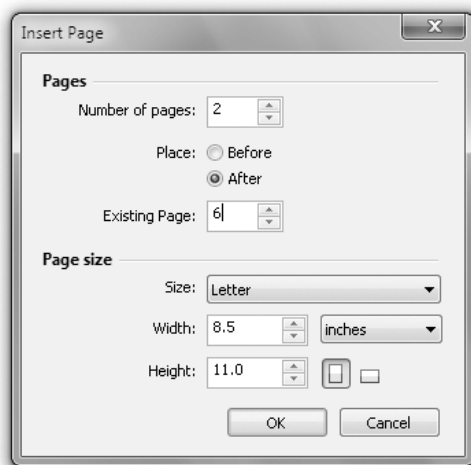 Insert Page
Pages
Number of pages: 2
Place: Before
After
Existing Page: 6
Page size
Size: Letter
Width: 8.5 inches
Height: 11.0
OK Cancel